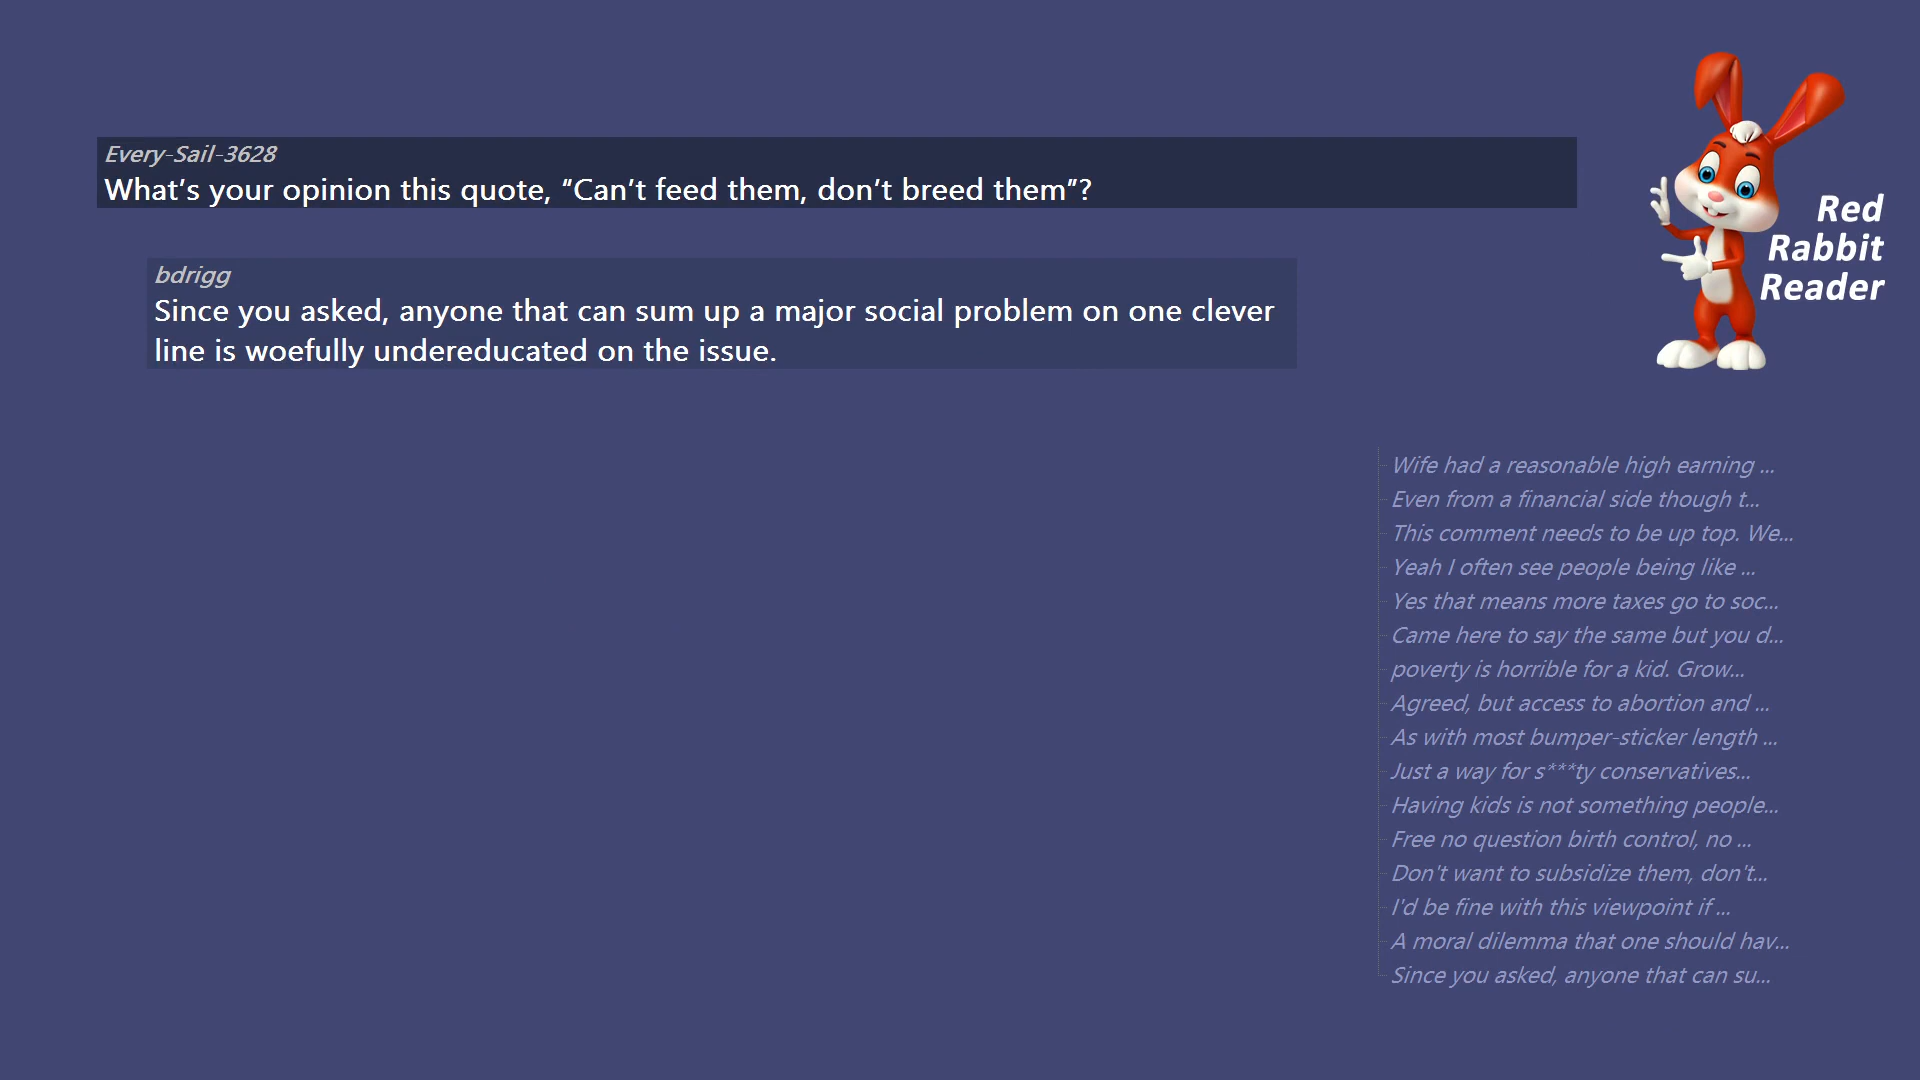 Every-Sail-3628
What’s your opinion this quote, “Can’t feed them, don’t breed them”?
bdrigg
Since you asked, anyone that can sum up a major social problem on one clever
line is woefully undereducated on the issue.
Red
Rabbit
Reader
Wife had a reasonable high earning ...
Even from a financial side though t...
This comment needs to be up top. We...
Yeah I often see people being like ...
Yes that means more taxes go to soc...
Came here to say the same but you d...
poverty is horrible for a kid. Grow...
Agreed, but access to abortion and ...
As with most bumper-sticker length ...
Just a way for s***ty conservatives...
Having kids is not something people...
Free no question birth control, no ...
Don't want to subsidize them, don't...
I'd be fine with this viewpoint if ...
A moral dilemma that one should hav...
Since you asked, anyone that can su...